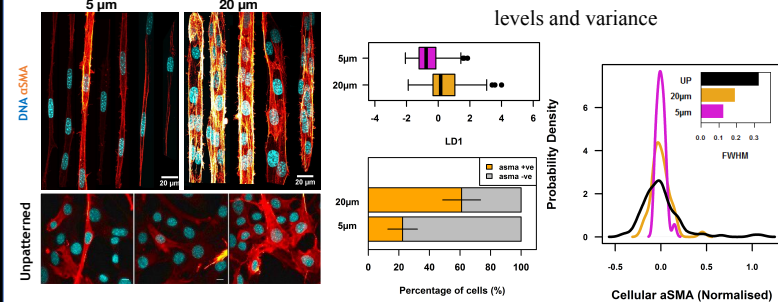 5 µm
20 µm
levels and variance
DNA αSMA
20 µm
20 µm
Unpatterned
5µm
20µm
-4
-2
0
2
4
6
LD1
asma +ve
asma -ve
20µm
5µm
0
20
40
60
80
100
Percentage of cells (%)
Probability Density
6
4
2
0
UP
20µm
5µm
0.0
0.1
0.2
0.3
FWHM
-0.5
0.0
0.5
1.0
Cellular aSMA (Normalised)